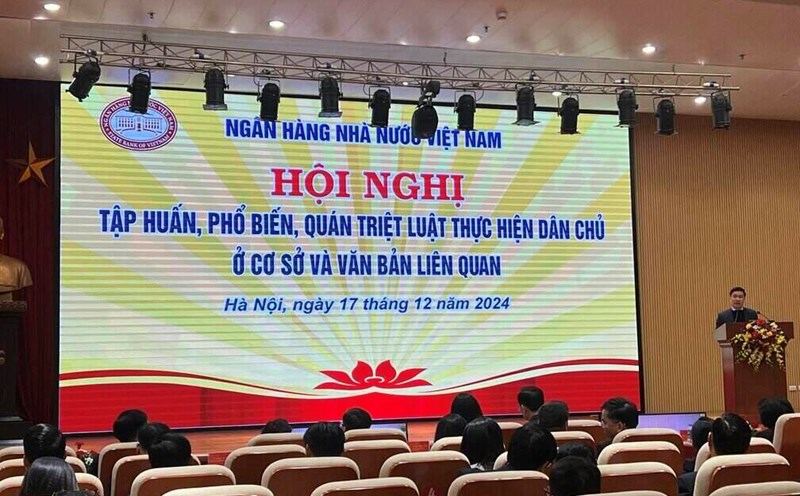 NGÂN HÀNG NHÀ NƯỚC VIỆT NAM
HỘI NGHỊ
TẬP HUẤN, PHỔ BIẾN, QUÁN TRIỆT LUẬT THỰC HIỆN DÂN CHỦ
Ở CƠ SỞ VÀ VĂN BẢN LIÊN QUAN
Hà Nội, ngày 17 tháng 12 năm 2024